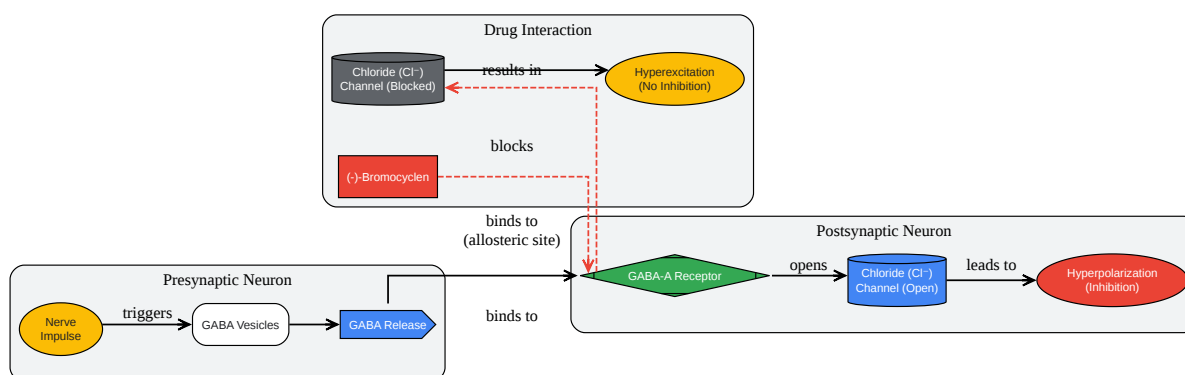 Drug Interaction
Chloride (Cl⁻)
Channel (Blocked)
results in
Hyperexcitation
(No Inhibition)
blocks
(-)-Bromocyclen
binds to
(allosteric site)
Postsynaptic Neuron
GABA-A Receptor
opens
Chloride (Cl⁻)
Channel (Open)
leads to
Hyperpolarization
(Inhibition)
Presynaptic Neuron
Nerve
Impulse
triggers
GABA Vesicles
GABA Release
binds to